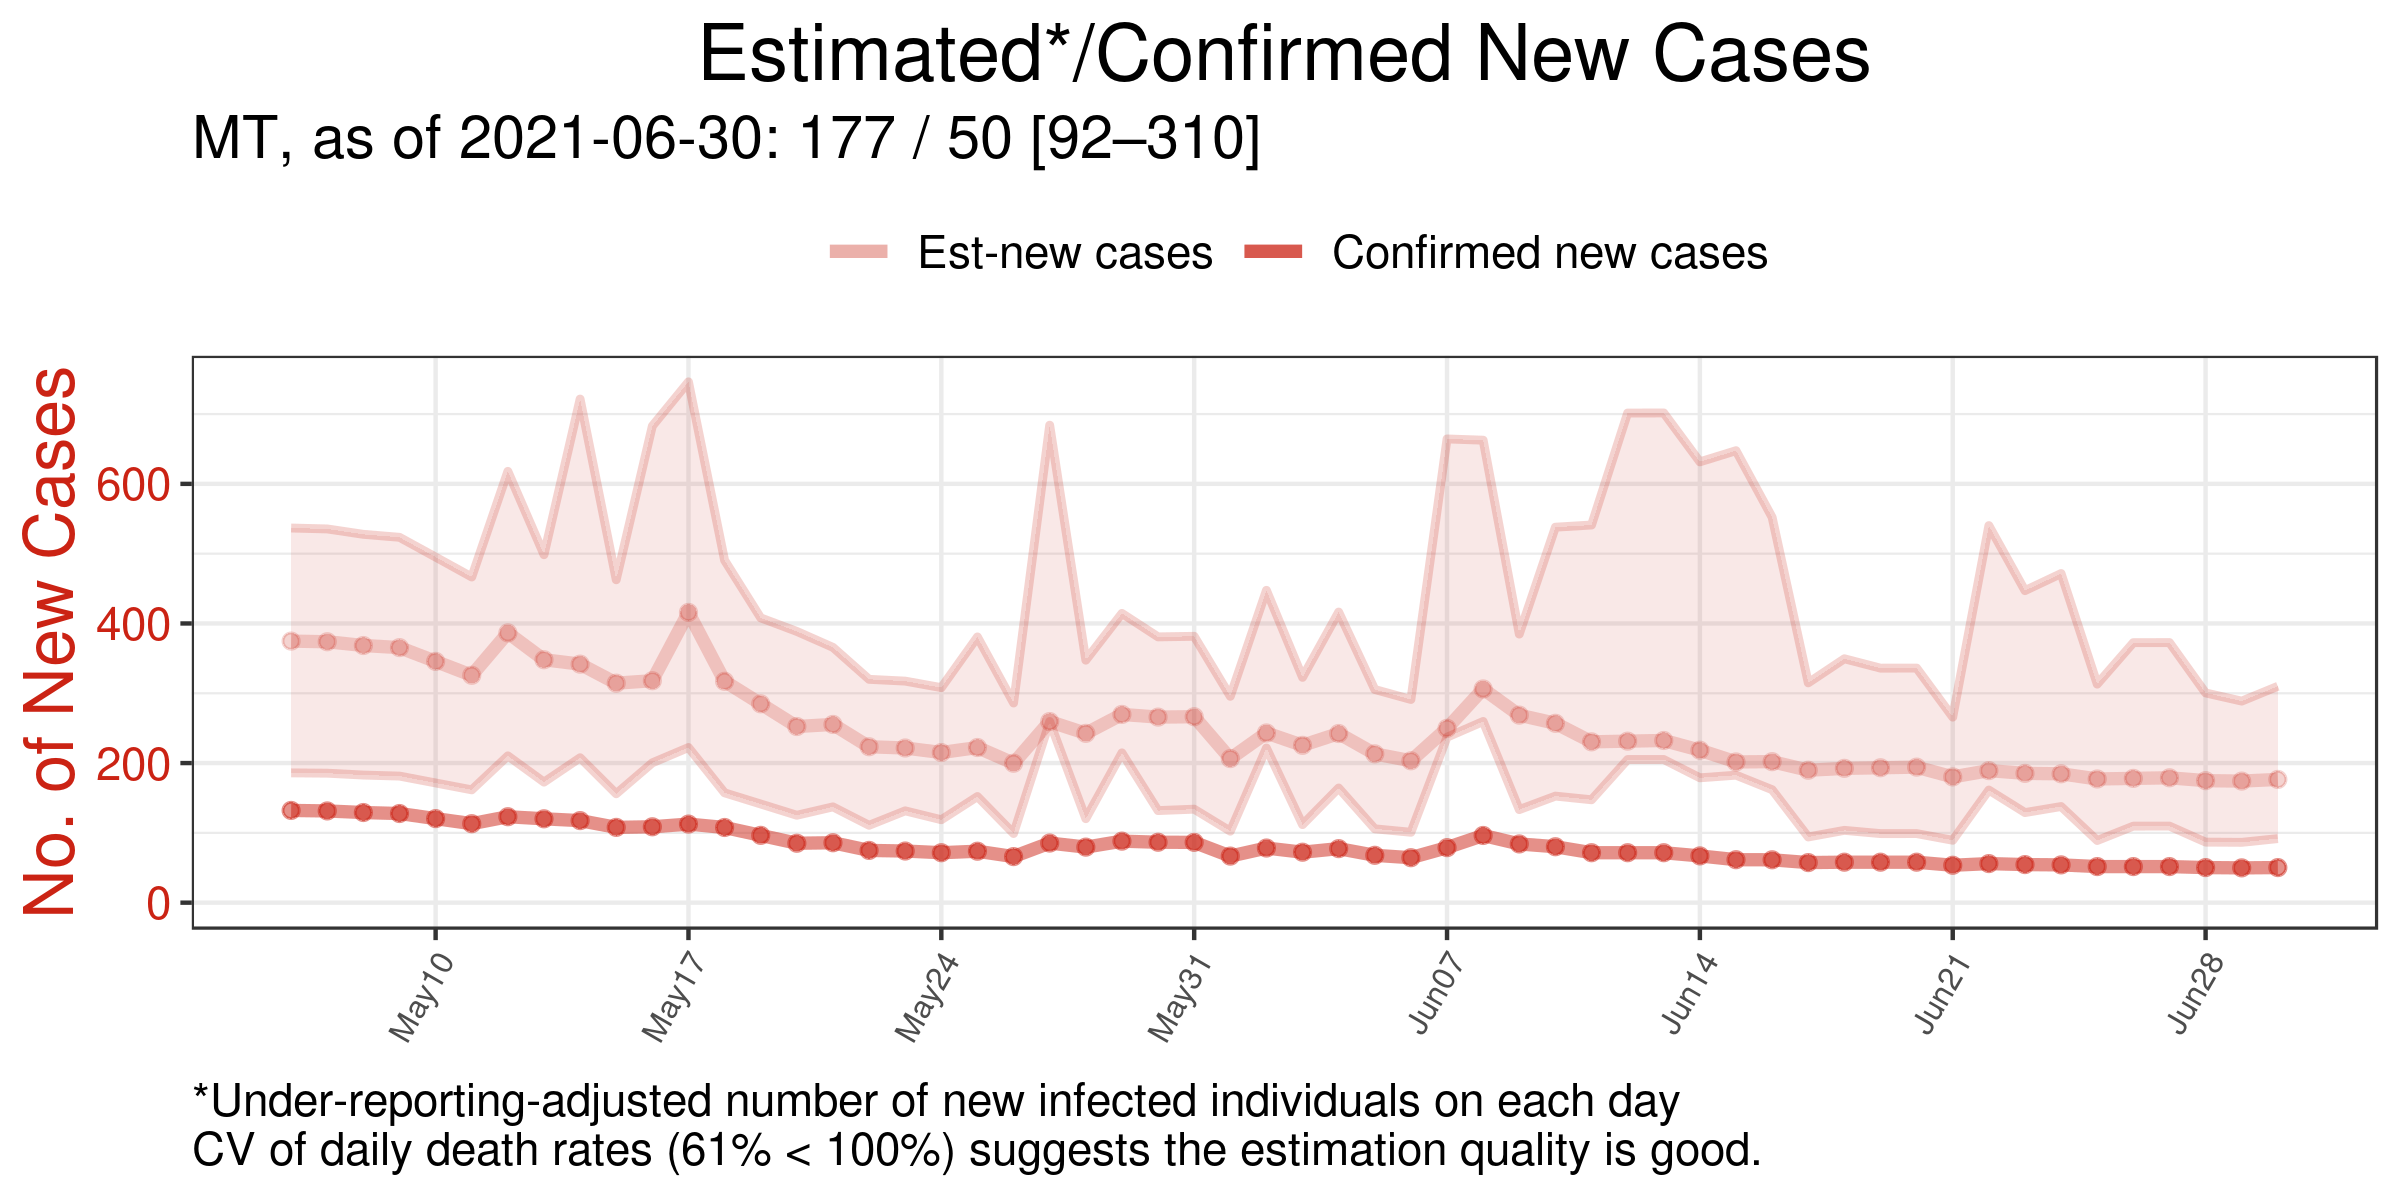 Estimated*/Confirmed New Cases
MT, as of 2021-06-30: 177 / 50 [92–310]
Est-new cases
Confirmed new cases
No. of New Cases
600
400
200
0
May10
May17
May24
May31
Jun07
Jun14
Jun21
Jun28
*Under-reporting-adjusted number of new infected individuals on each day
CV of daily death rates (61% < 100%) suggests the estimation quality is good.